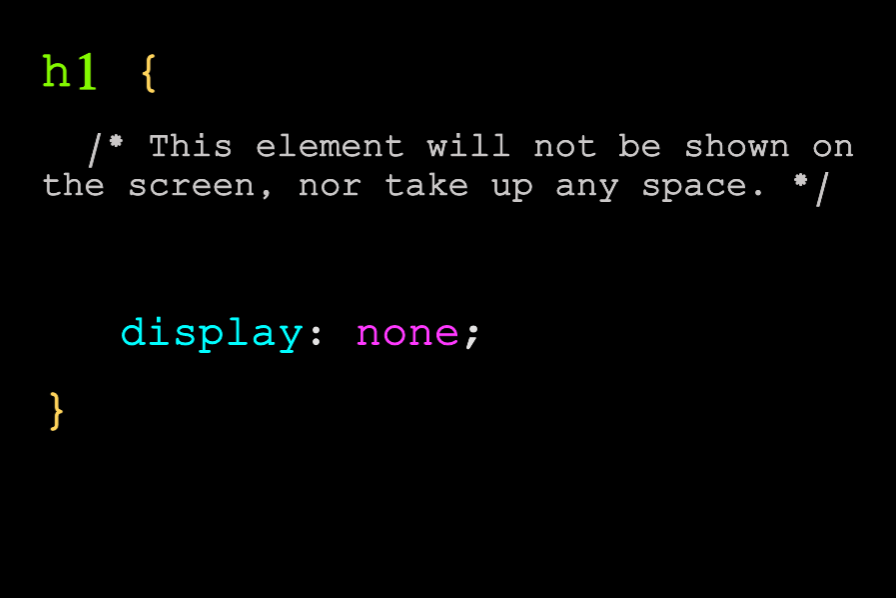 h1 {
/* This element will not be shown on
the screen, nor take up any space. */
display: none;
}